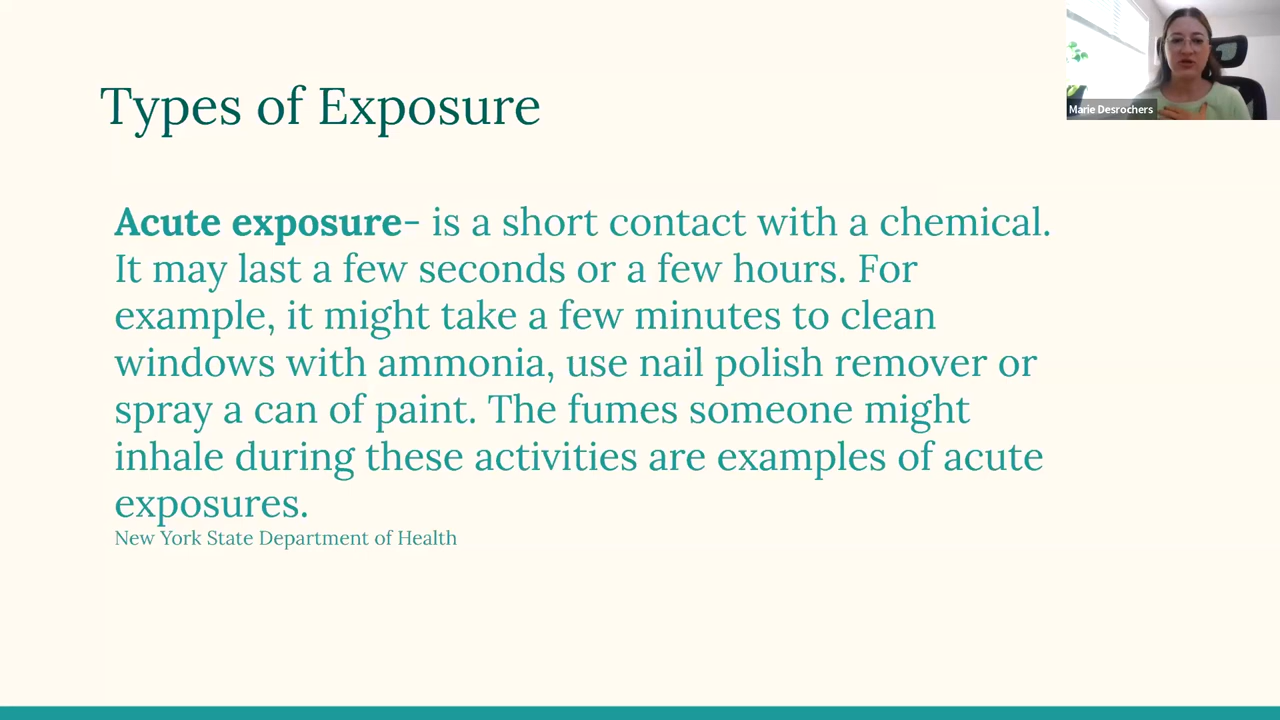 Types of Exposure
Marie Desrochers
Acute exposure- is a short contact with a chemical.
It may last a few seconds or a few hours. For
example, it might take a few minutes to clean
windows with ammonia, use nail polish remover or
spray a can of paint. The fumes someone might
inhale during these activities are examples of acute
exposures.
New York State Department of Health